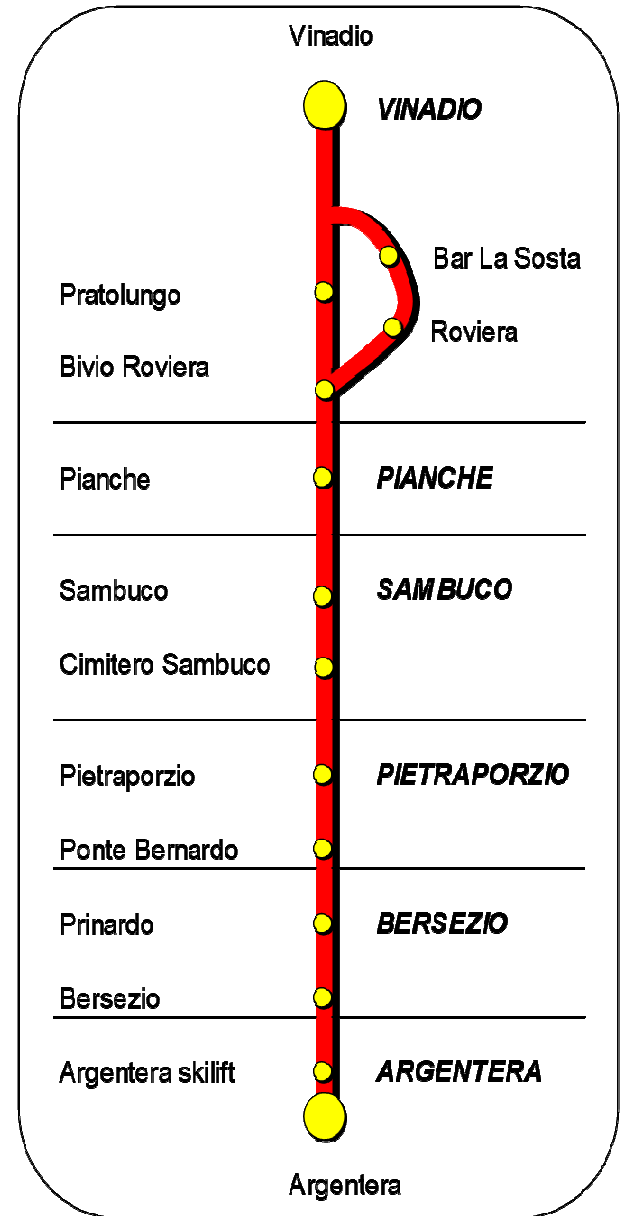 Vinadio
VINADIO
Bar La Sosta
Pratolungo
Roviera
Bivio Roviera
Pianche
PIANCHE
Sambuco
SAMBUCO
Cimitero Sambuco
Pietraporzio
PIETRAPORZIO
Ponte Bernardo
Prinardo
BERSEZIO
Bersezio
Argentera skilift
ARGENTERA
Argentera